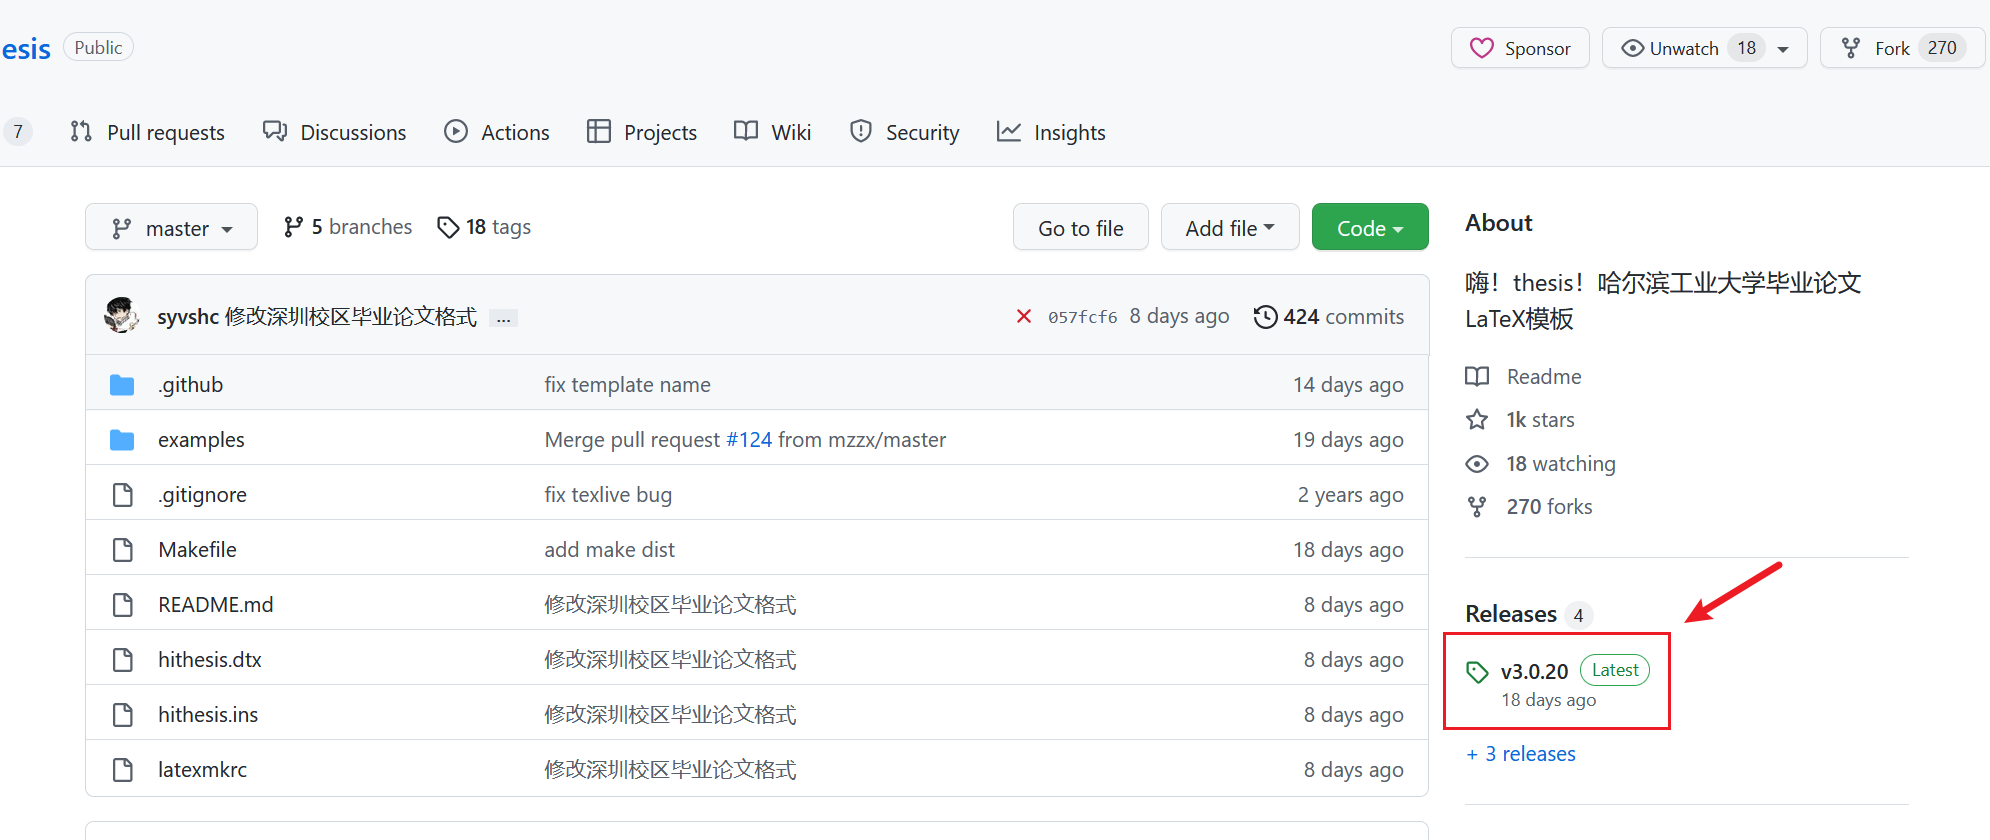 esis Public Sponsor Unwatch 18 Fork 270
7 Pull requests Discussions Actions Projects Wiki Security Insights
master 5 branches 18 tags Go to file Add file Code
syvshc 修改深圳校区毕业论文格式 ... 057fcf6 8 days ago 424 commits
.github fix template name 14 days ago
examples Merge pull request #124 from mzzx/master 19 days ago
.gitignore fix texlive bug 2 years ago
Makefile add make dist 18 days ago
README.md 修改深圳校区毕业论文格式 8 days ago
hithesis.dtx 修改深圳校区毕业论文格式 8 days ago
hithesis.ins 修改深圳校区毕业论文格式 8 days ago
latexmkrc 修改深圳校区毕业论文格式 8 days ago
About
嗨！thesis！哈尔滨工业大学毕业论文
LaTeX模板
Readme
1k stars
18 watching
270 forks
Releases 4
v3.0.20 Latest
18 days ago
+ 3 releases